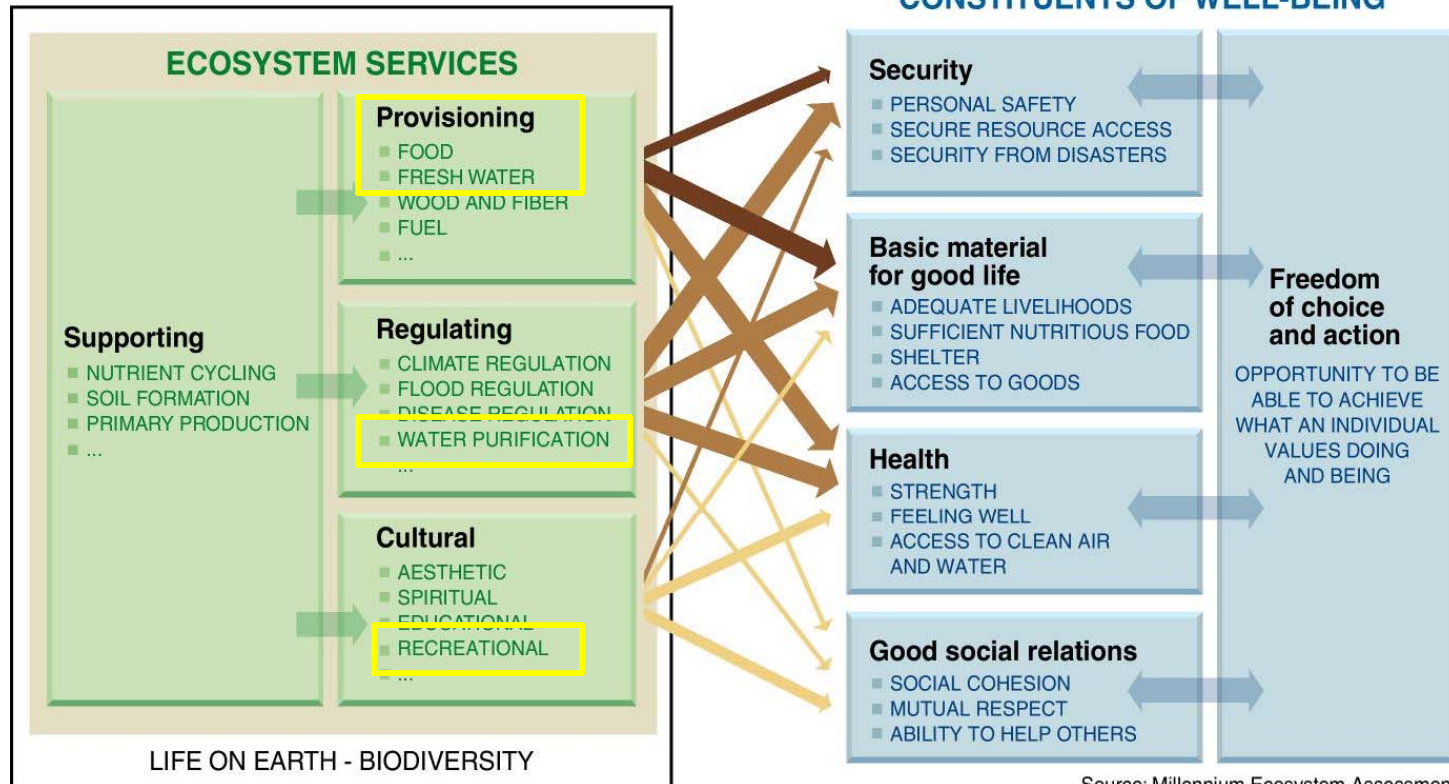 CONSTITUENTS OF WELL-BEING
ECOSYSTEM SERVICES
Supporting
NUTRIENT CYCLING
SOIL FORMATION
PRIMARY PRODUCTION
...
Provisioning
FOOD
FRESH WATER
WOOD AND FIBER
FUEL
...
Regulating
CLIMATE REGULATION
FLOOD REGULATION
DISEASE REGULATION
WATER PURIFICATION
...
Cultural
AESTHETIC
SPIRITUAL
EDUCATIONAL
RECREATIONAL
...
LIFE ON EARTH - BIODIVERSITY
Security
PERSONAL SAFETY
SECURE RESOURCE ACCESS
SECURITY FROM DISASTERS
Basic material
for good life
ADEQUATE LIVELIHOODS
SUFFICIENT NUTRITIOUS FOOD
SHELTER
ACCESS TO GOODS
Health
STRENGTH
FEELING WELL
ACCESS TO CLEAN AIR
AND WATER
Good social relations
SOCIAL COHESION
MUTUAL RESPECT
ABILITY TO HELP OTHERS
Freedom
of choice
and action
OPPORTUNITY TO BE
ABLE TO ACHIEVE
WHAT AN INDIVIDUAL
VALUES DOING
AND BEING
Source: Millennium Ecosystem Assessment